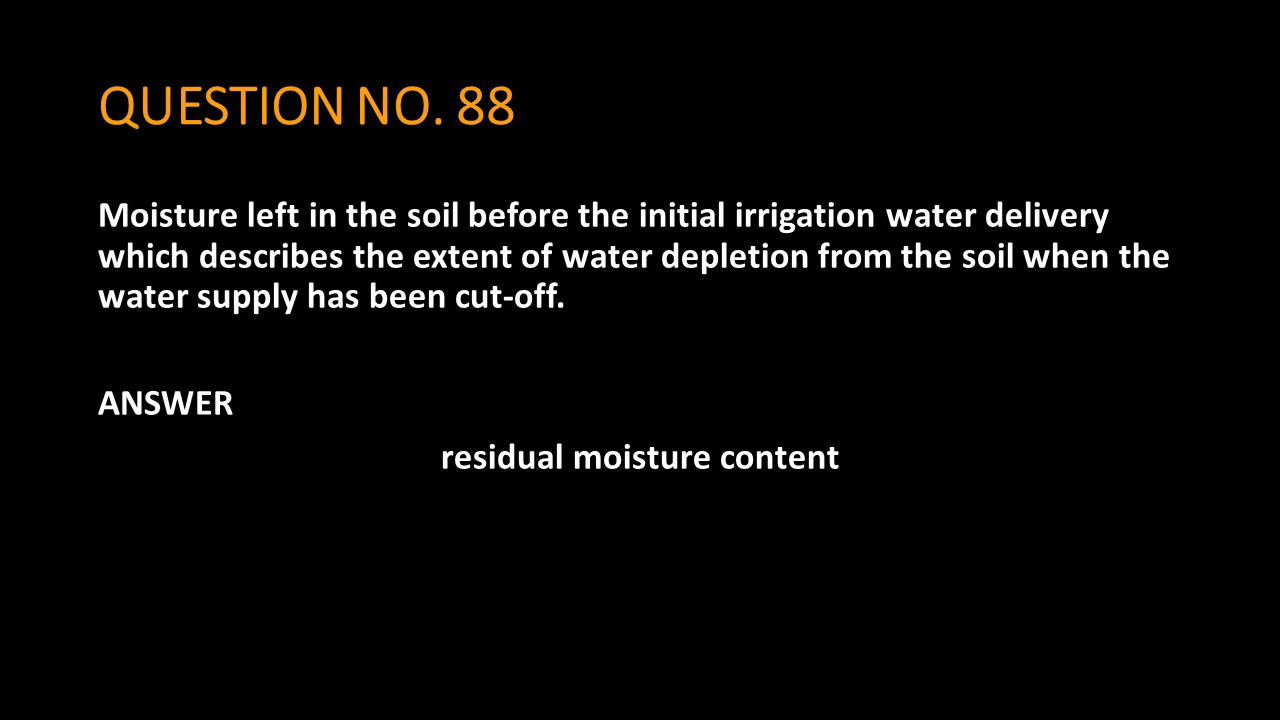 QUESTION NO. 88
Moisture left in the soil before the initial irrigation water delivery
which describes the extent of water depletion from the soil when the
water supply has been cut-off.
ANSWER
residual moisture content